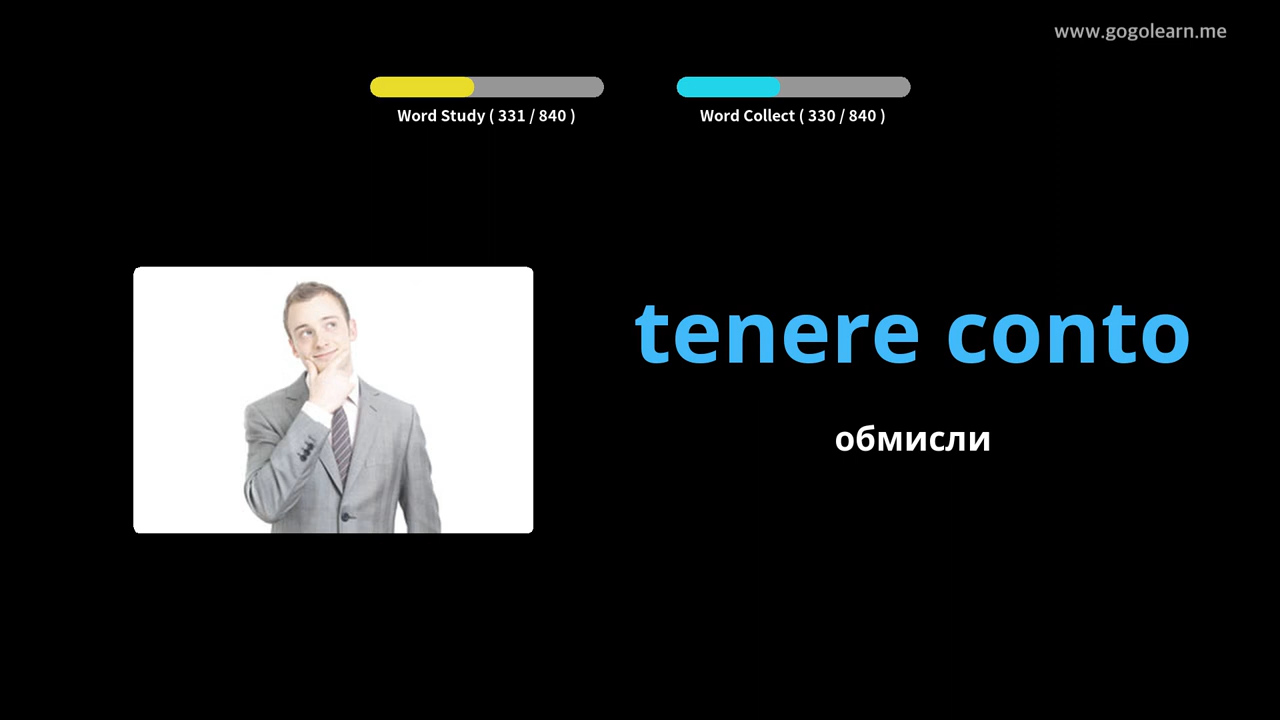 www.gogolearn.me
Word Study ( 331 / 840 )
Word Collect ( 330 / 840 )
tenere conto
обмисли